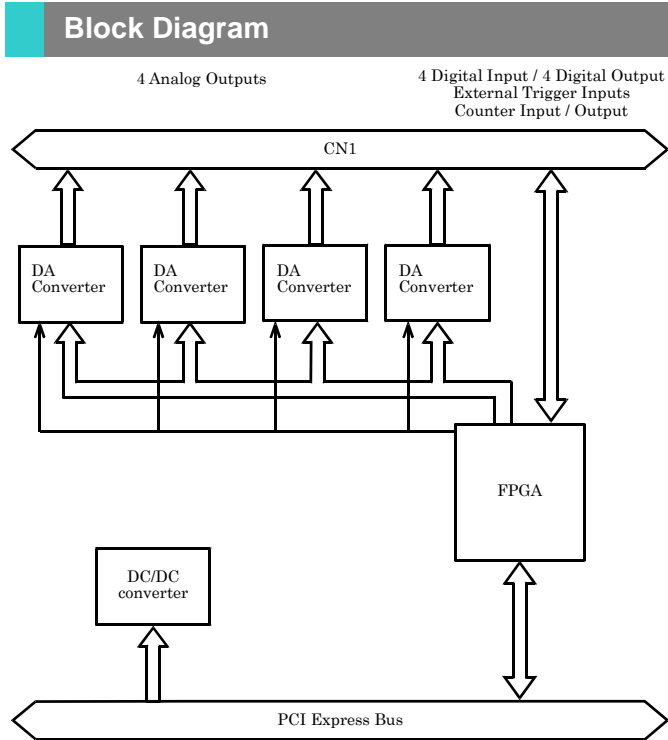 Block Diagram
4 Analog Outputs
4 Digital Input / 4 Digital Output
External Trigger Inputs
Counter Input / Output
CN1
DA
Converter
DA
Converter
DA
Converter
DA
Converter
FPGA
DC/DC
converter
PCI Express Bus